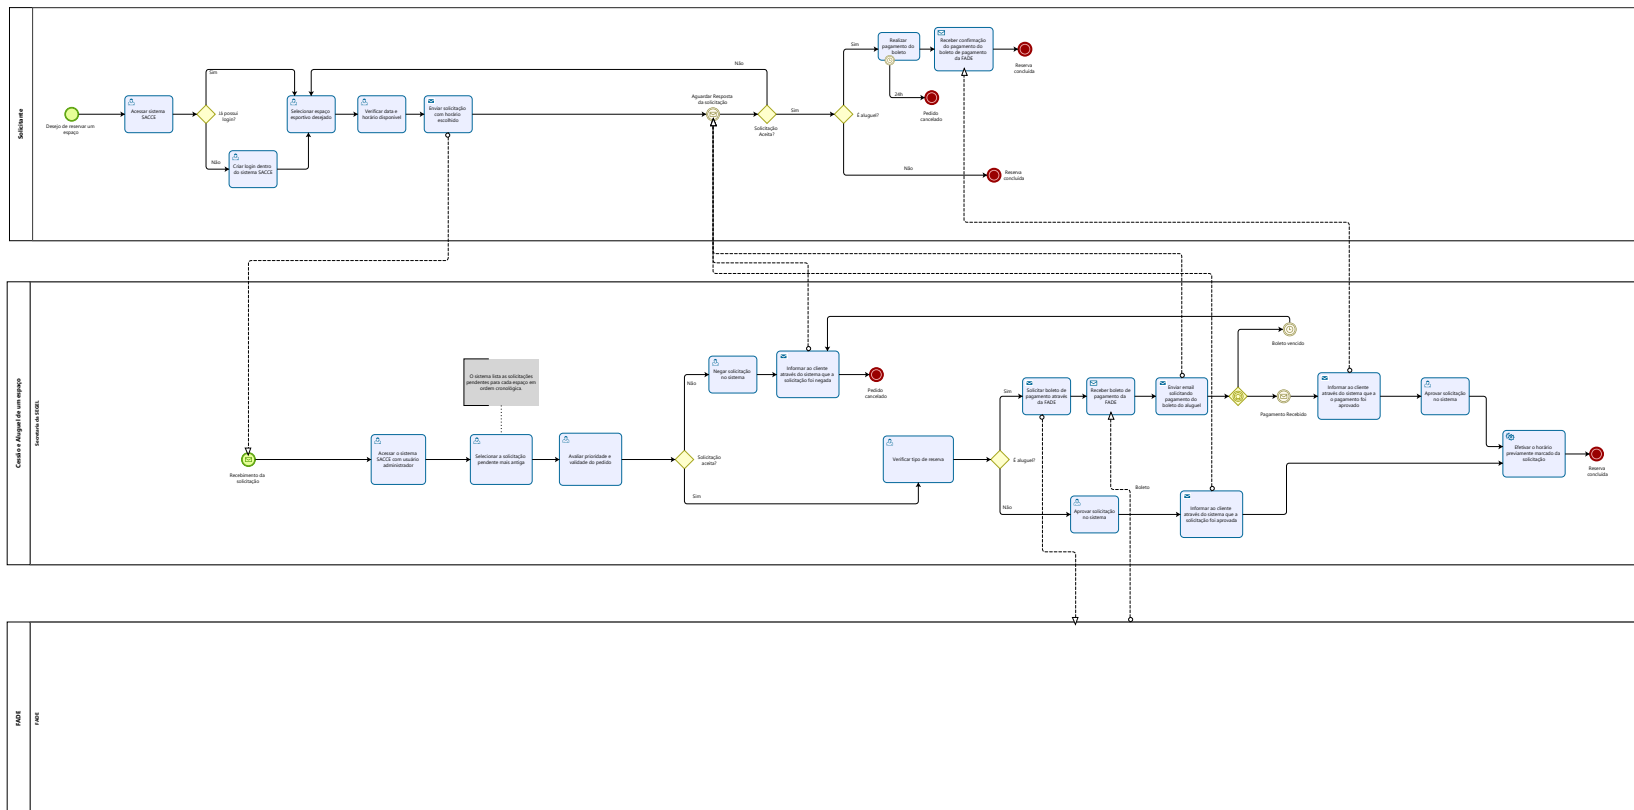 Solicitante
Desejo de reservar um
espaço
Acessar sistema
SACCE
Já possui
login?
Sim
Não
Criar login dentro
do sistema SACCE
Selecionar espaço
esportivo desejado
Verificar data e
horário disponível
Enviar solicitação
com horário
escolhido
Aguardar Resposta
da solicitação
Não
Solicitação
Aceita?
Sim
É aluguel?
Sim
Realizar
pagamento do
boleto
24h
Pedido
cancelado
Receber confirmação
do pagamento do
boleto de pagamento
da FADE
Reserva
concluída
Não
Reserva
concluída
Cessão e Aluguel de um espaço
Secretaria da SEGEL
Recebimento da
solicitação
Acessar o sistema
SACCE com usuário
administrador
O sistema lista as solicitações
pendentes para cada espaço em
ordem cronológica.
Selecionar a solicitação
pendente mais antiga
Avaliar prioridade e
validade do pedido
Solicitação
aceita?
Não
Sim
Negar solicitação
no sistema
Informar ao cliente
através do sistema que a
solicitação foi negada
Pedido
cancelado
Verificar tipo de reserva
É aluguel?
Sim
Não
Solicitar boleto de
pagamento através
da FADE
Receber boleto de
pagamento da
FADE
Enviar email
solicitando
pagamento do
boleto do aluguel
Boleto vencido
Pagamento Recebido
Informar ao cliente
através do sistema que a
o pagamento foi
aprovado
Aprovar solicitação
no sistema
Boleto
Aprovar solicitação
no sistema
Informar ao cliente
através do sistema que a
solicitação foi aprovada
Efetivar o horário
previamente marcado da
solicitação
Reserva
concluída
FADE
FADE